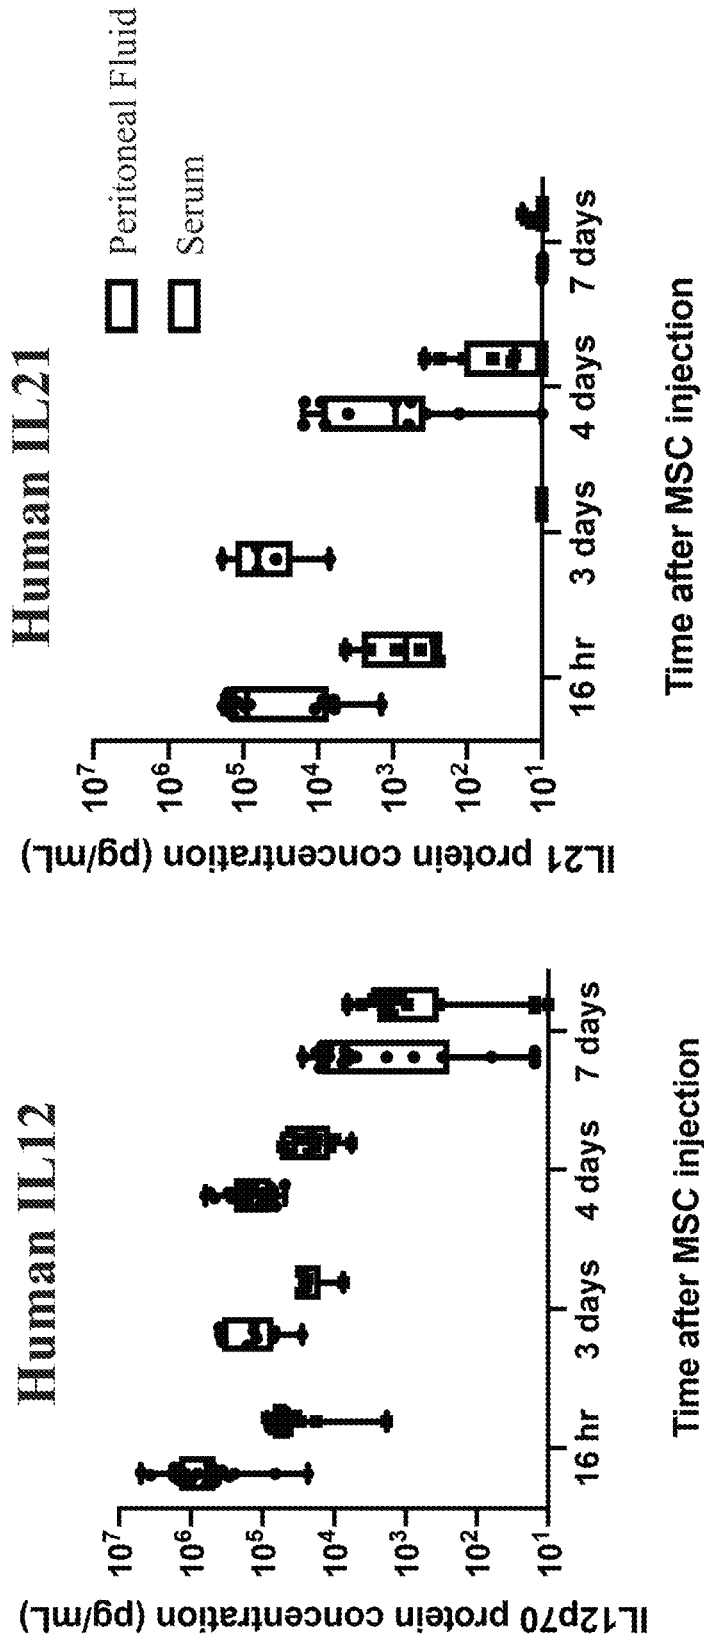 Human IL12
IL12p70 protein concentration (pg/mL)
10⁷
10⁶
10⁵
10⁴
10³
10²
10¹
16 hr
3 days
4 days
7 days
Time after MSC injection
Human IL21
Peritoneal Fluid
Serum
IL21 protein concentration (pg/mL)
10⁷
10⁶
10⁵
10⁴
10³
10²
10¹
16 hr
3 days
4 days
7 days
Time after MSC injection